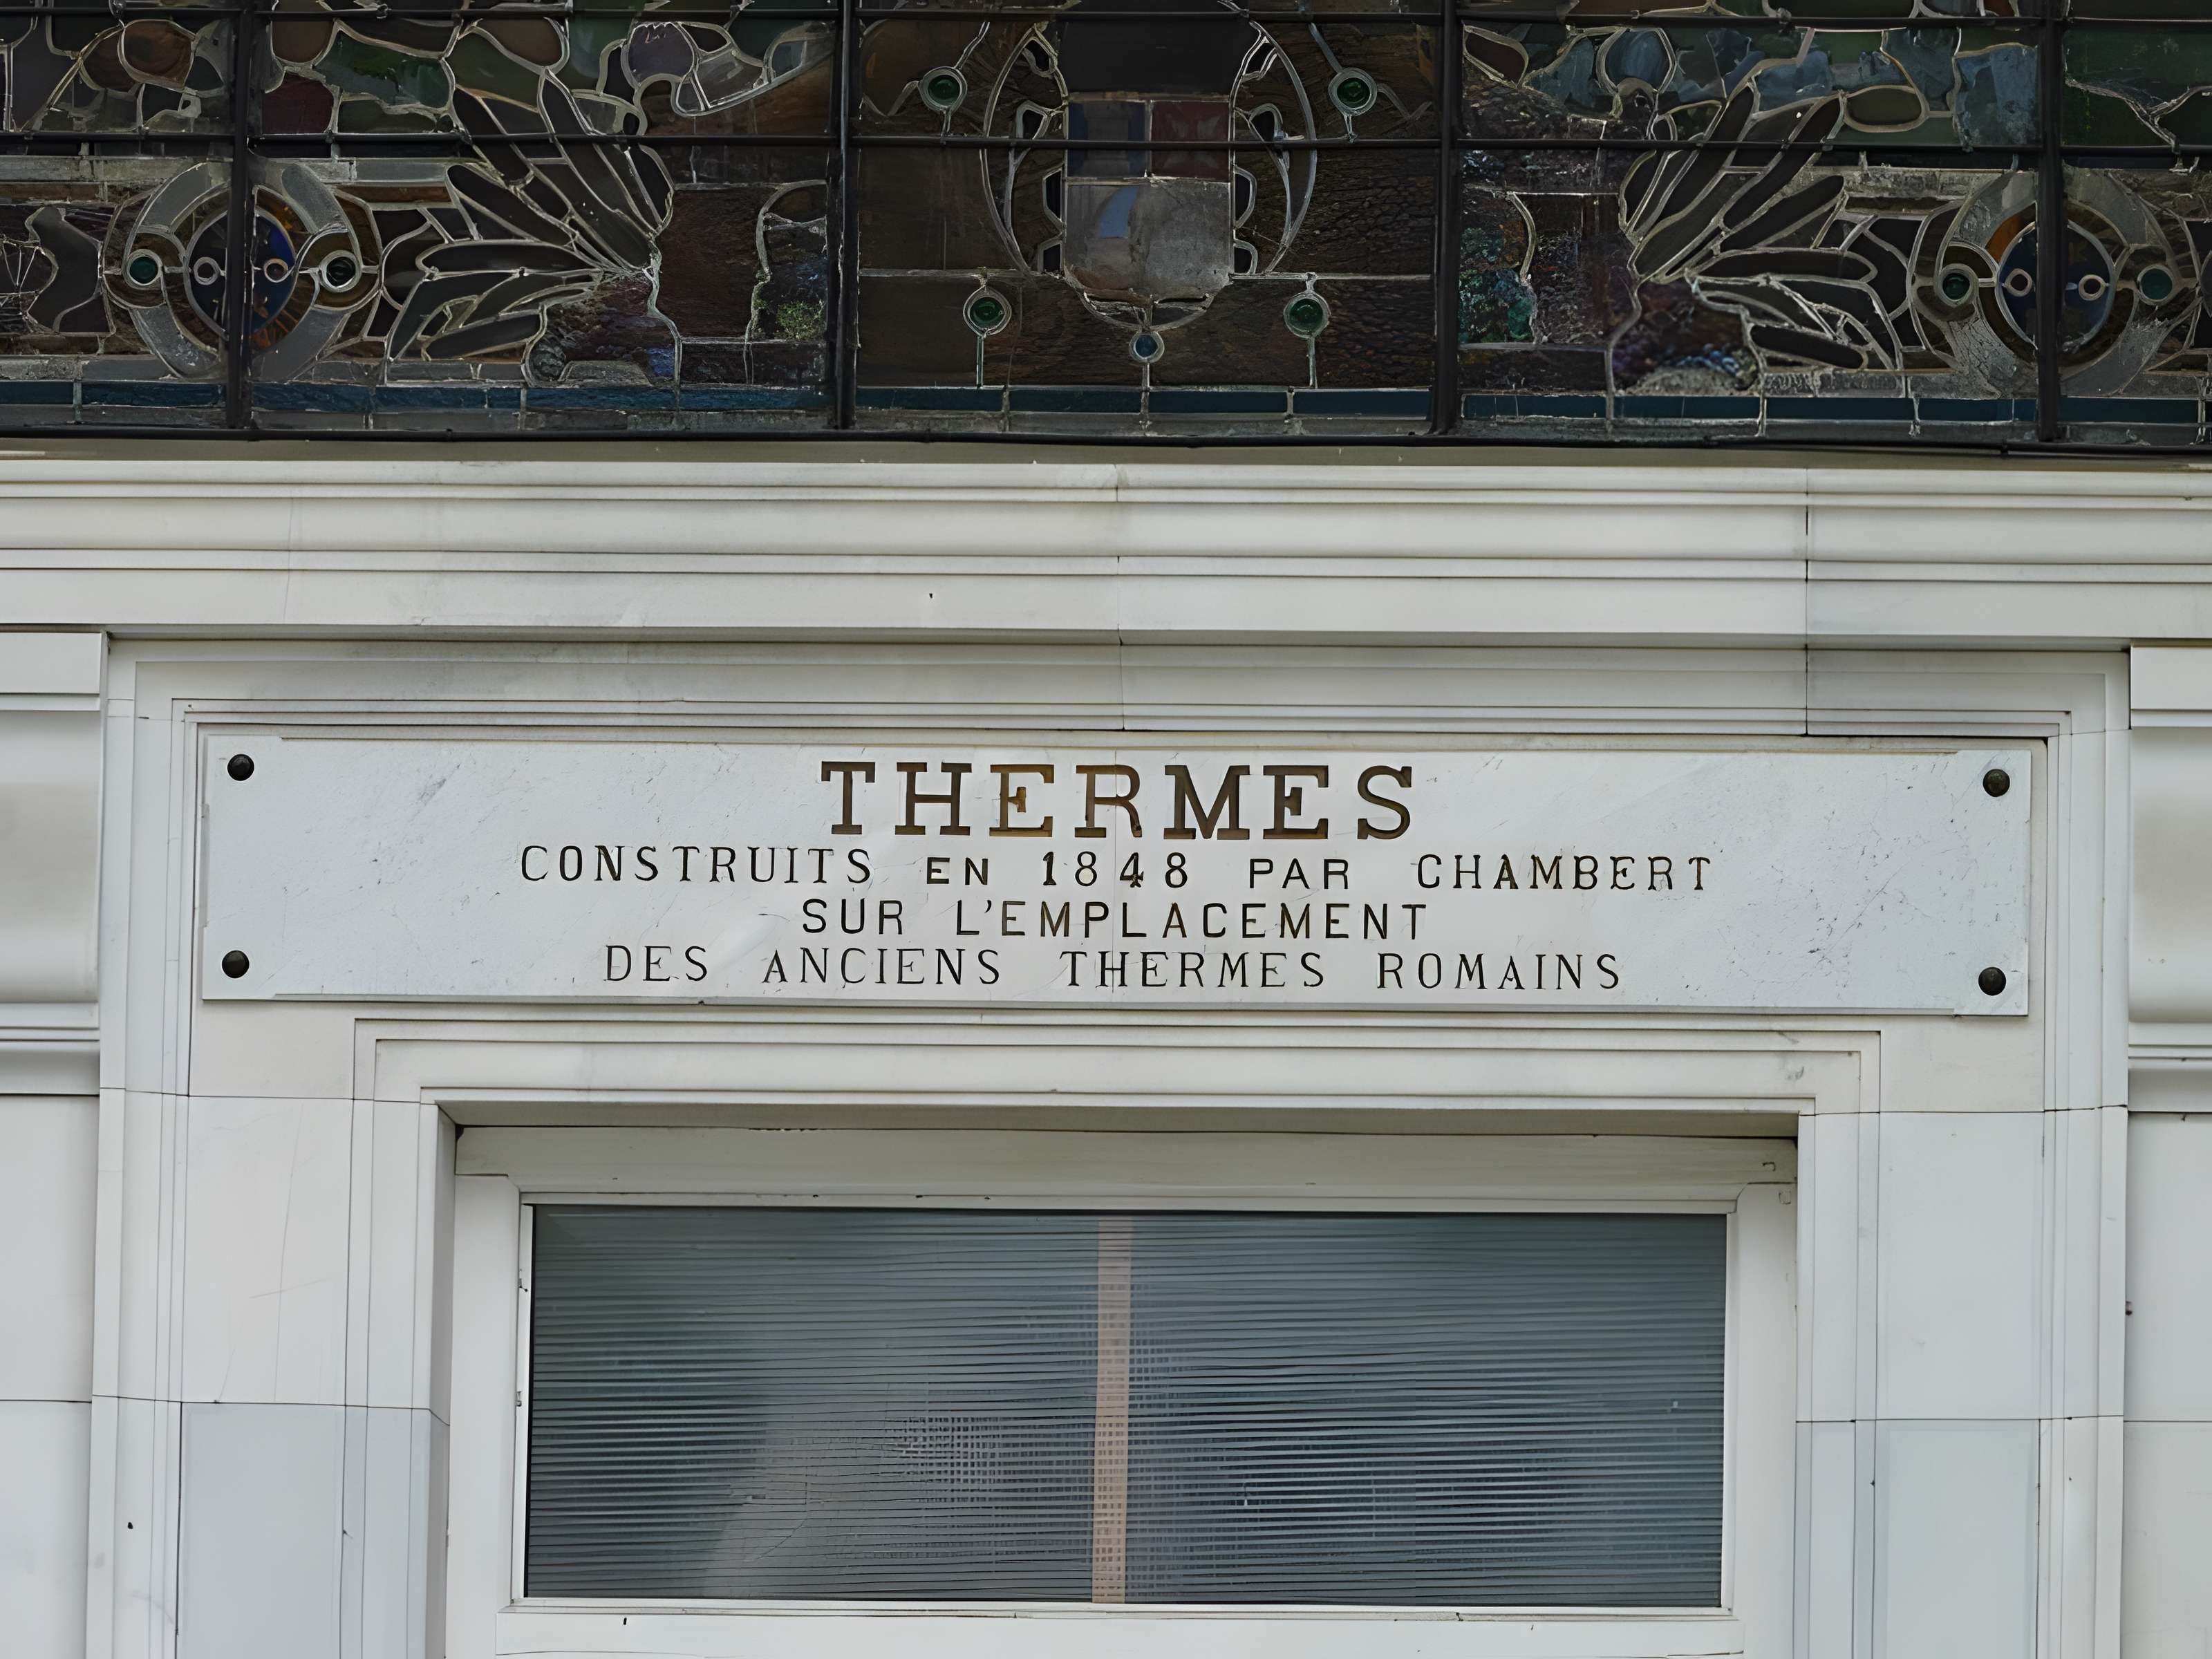 THERMES
CONSTRUITS EN 1848 PAR CHAMBERT
SUR L'EMPLACEMENT
DES ANCIENS THERMES ROMAINS